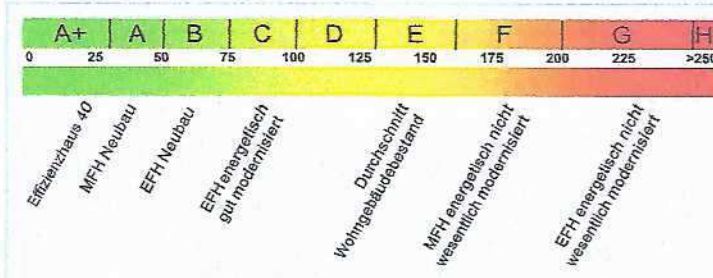 A+ A B C D E F G H
0 25 50 75 100 125 150 175 200 225 >250
Effizienzhaus 40
MFH Neubau
EFH Neubau
EFH energetisch
gut modernisiert
Durchschnitt
Wohngebäudebestand
MFH energetisch nicht
wesentlich modernisiert
EFH energetisch nicht
wesentlich modernisiert